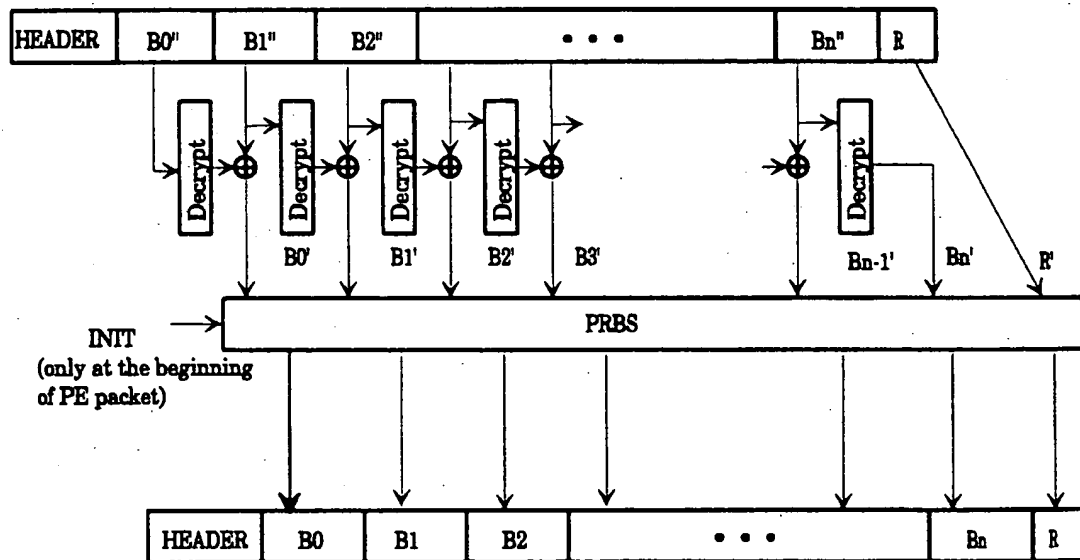 HEADER B0" B1" B2" • • • Bn" R
Decrypt Decrypt Decrypt Decrypt Decrypt
B0' B1' B2' B3' Bn-1' Bn' R'
PRBS
INIT
(only at the beginning
of PE packet)
HEADER B0 B1 B2 • • • Bn R